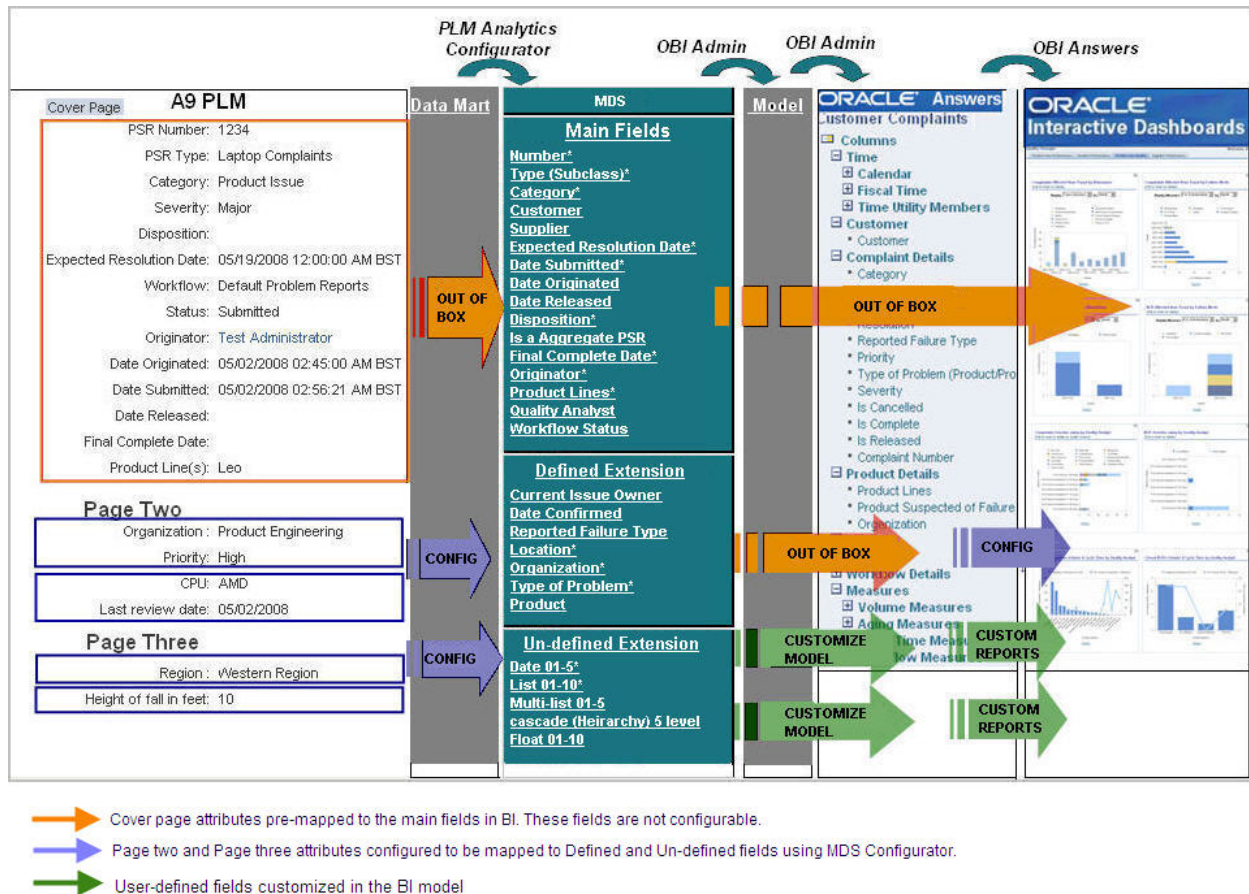 PLM Analytics
Configurator
OBI Admin
OBI Admin
OBI Answers
Cover Page
A9 PLM
PSR Number: 1234
PSR Type: Laptop Complaints
Category: Product Issue
Severity: Major
Disposition:
Expected Resolution Date: 05/19/2008 12:00:00 AM BST
Workflow: Default Problem Reports
Status: Submitted
Originator: Test Administrator
Date Originated: 05/02/2008 02:45:00 AM BST
Date Submitted: 05/02/2008 02:56:21 AM BST
Date Released:
Final Complete Date:
Product Line(s): Leo
Page Two
Organization : Product Engineering
Priority: High
CPU: AMD
Last review date: 05/02/2008
Page Three
Region : Western Region
Height of fall in feet: 10
Data Mart
OUT OF
BOX
CONFIG
CONFIG
MDS
Main Fields
Number*
Type (Subclass)*
Category*
Customer
Supplier
Expected Resolution Date*
Date Submitted*
Date Originated
Date Released
Disposition*
Is a Aggregate PSR
Final Complete Date*
Originator*
Product Lines*
Quality Analyst
Workflow Status
Defined Extension
Current Issue Owner
Date Confirmed
Reported Failure Type
Location*
Organization*
Type of Problem*
Product
Un-defined Extension
Date 01-5*
List 01-10*
Multi-list 01-5
cascade (Heirarchy) 5 level
Float 01-10
Model
ORACLE Answers
Customer Complaints
Columns
Time
Calendar
Fiscal Time
Time Utility Members
Customer
Customer
Complaint Details
Category
OUT OF BOX
Resolution
Reported Failure Type
Priority
Type of Problem (Product/Pro
Severity
Is Cancelled
Is Complete
Is Released
Complaint Number
Product Details
Product Lines
Product Suspected of Failure
Organization
OUT OF BOX
CONFIG
Workflow Details
Measures
Volume Measures
Aging Measures
Time Measu
low Measures
CUSTOMIZE
MODEL
CUSTOM
REPORTS
CUSTOMIZE
MODEL
CUSTOM
REPORTS
ORACLE
Interactive Dashboards
Cover page attributes pre-mapped to the main fields in BI. These fields are not configurable.
Page two and Page three attributes configured to be mapped to Defined and Un-defined fields using MDS Configurator.
User-defined fields customized in the BI model